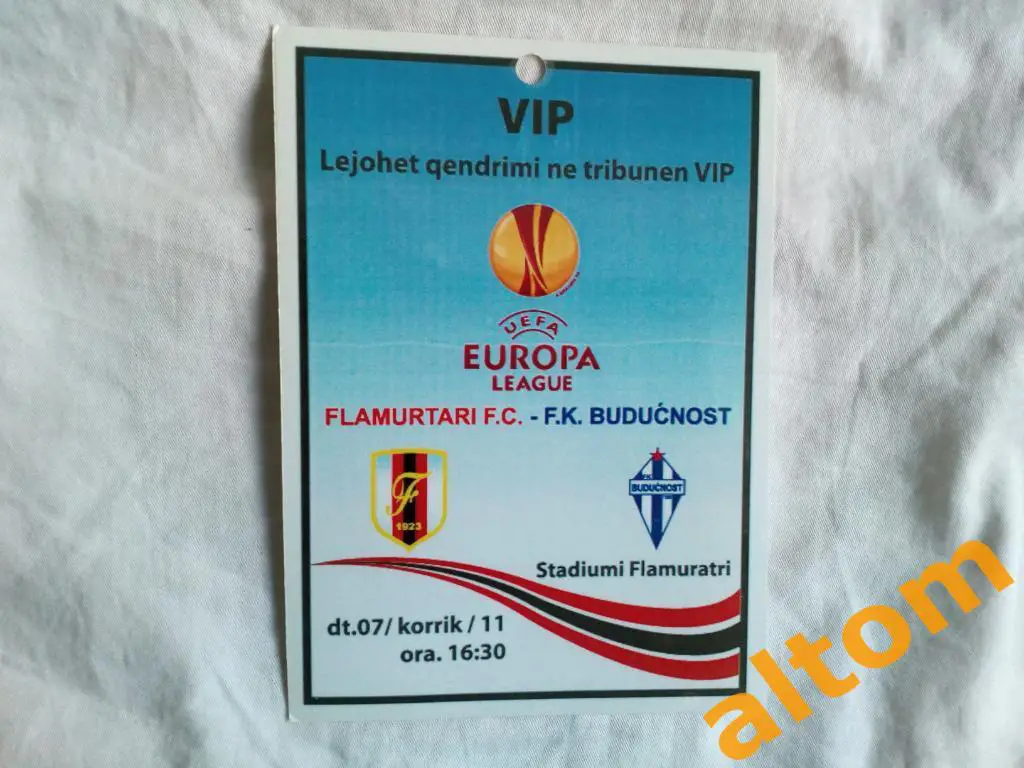 VIP
Lejohet qendrimi ne tribunen VIP
UEFA
EUROPA
LEAGUE
FLAMURTARI F.C. - F.K. BUDUĆNOST
F
1923
BUDUĆNOST
Stadiumi Flamuratri
dt.07/ korrik / 11
ora. 16:30
altom